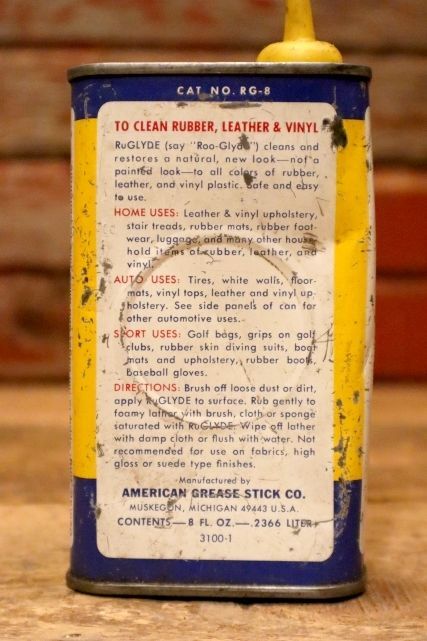 CAT NO. RG-8
TO CLEAN RUBBER, LEATHER & VINYL
RuGLYDE (say "Roo-Glyde") cleans and
restores a natural, new look—not a
painted look—to all colors of rubber,
leather, and vinyl plastic. Safe and easy
to use.
HOME USES: Leather & vinyl upholstery,
stair treads, rubber mats, rubber foot-
wear, luggage, and many other house-
hold items of rubber, leather, and
vinyl.
AUTO USES: Tires, white walls, floor-
mats, vinyl tops, leather and vinyl up-
holstery. See side panels of can for
other automotive uses.
SPORT USES: Golf bags, grips on golf
clubs, rubber skin diving suits, boat
mats and upholstery, rubber boots,
Baseball gloves.
DIRECTIONS: Brush off loose dust or dirt,
apply RuGLYDE to surface. Rub gently to
foamy lather with brush, cloth or sponge
saturated with RuGLYDE. Wipe off lather
with damp cloth or flush with water. Not
recommended for use on fabrics, high
gloss or suede type finishes.
Manufactured by
AMERICAN GREASE STICK CO.
MUSKEGON, MICHIGAN 49443 U.S.A.
CONTENTS—8 FL. OZ.—.2366 LITER
3100-1